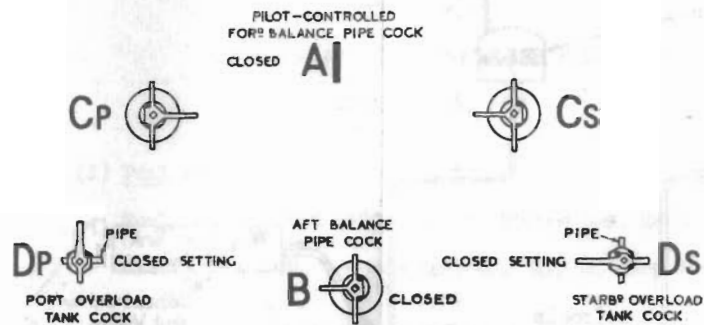 PILOT-CONTROLLED
FORD BALANCE PIPE COCK
CLOSED A
CP
CS
PIPE
DP CLOSED SETTING
PORT OVERLOAD
TANK COCK
AFT BALANCE
PIPE COCK
B CLOSED
PIPE
CLOSED SETTING DS
STARBD OVERLOAD
TANK COCK